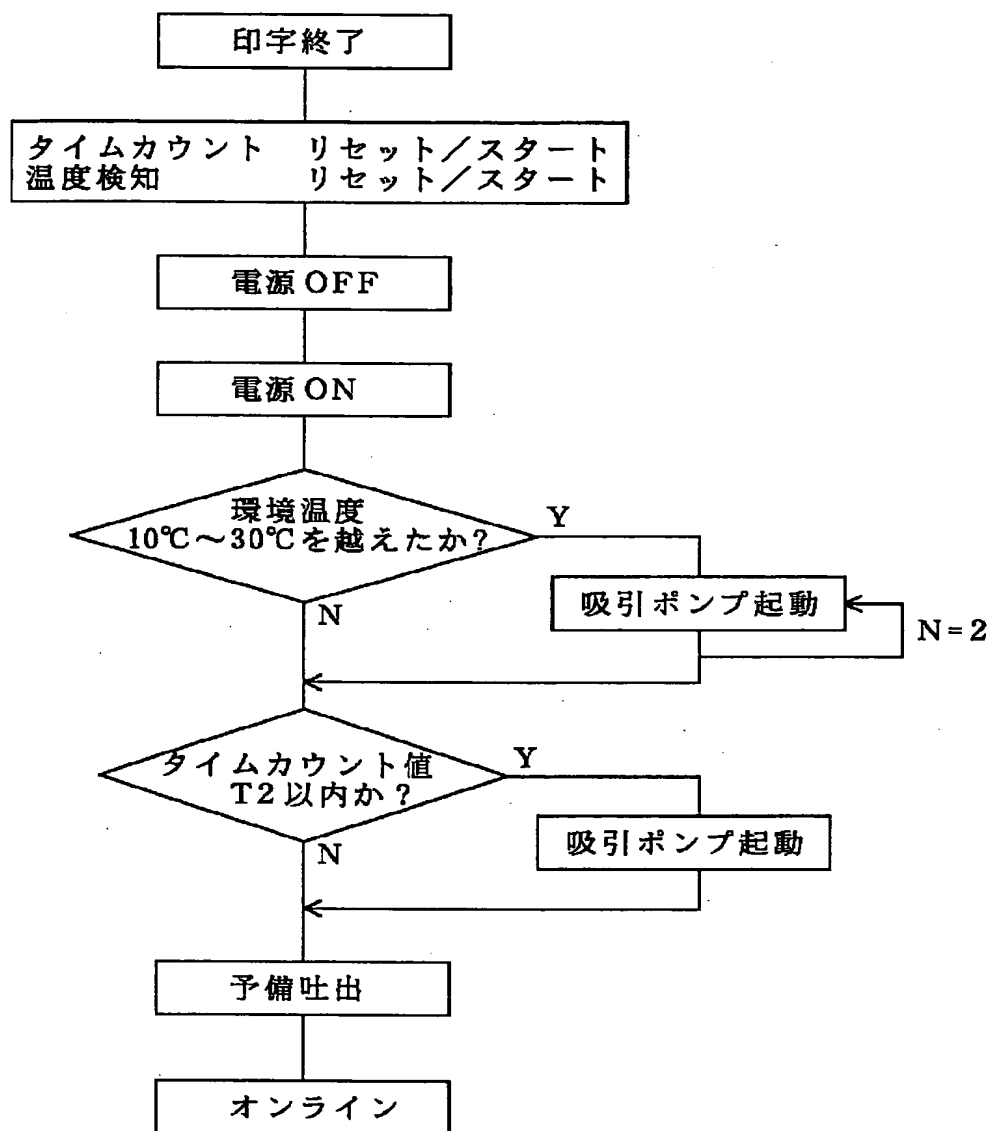 印字終了
タイムカウント リセット／スタート
温度検知 リセット／スタート
電源OFF
電源ON
環境温度
10℃～30℃を越えたか?
Y
N
吸引ポンプ起動
N=2
タイムカウント値
T2以内か?
Y
N
吸引ポンプ起動
予備吐出
オンライン